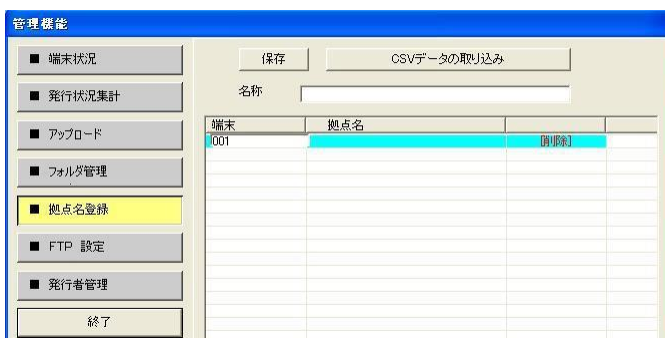 管理機能
■ 端末状況
■ 発行状況集計
■ アップロード
■ フォルダ管理
■ 拠点名登録
■ FTP 設定
■ 発行者管理
終了
保存
CSVデータの取り込み
名称
端末 拠点名
001 [削除]